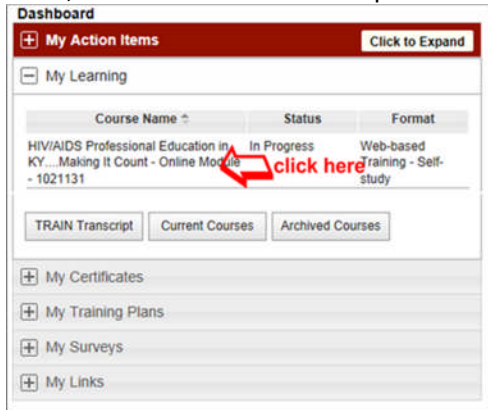 Dashboard
My Action Items Click to Expand
My Learning
Course Name Status Format
HIV/AIDS Professional Education in In Progress Web-based
KY....Making It Count - Online Module click here Training - Self-
- 1021131 study
TRAIN Transcript Current Courses Archived Courses
My Certificates
My Training Plans
My Surveys
My Links